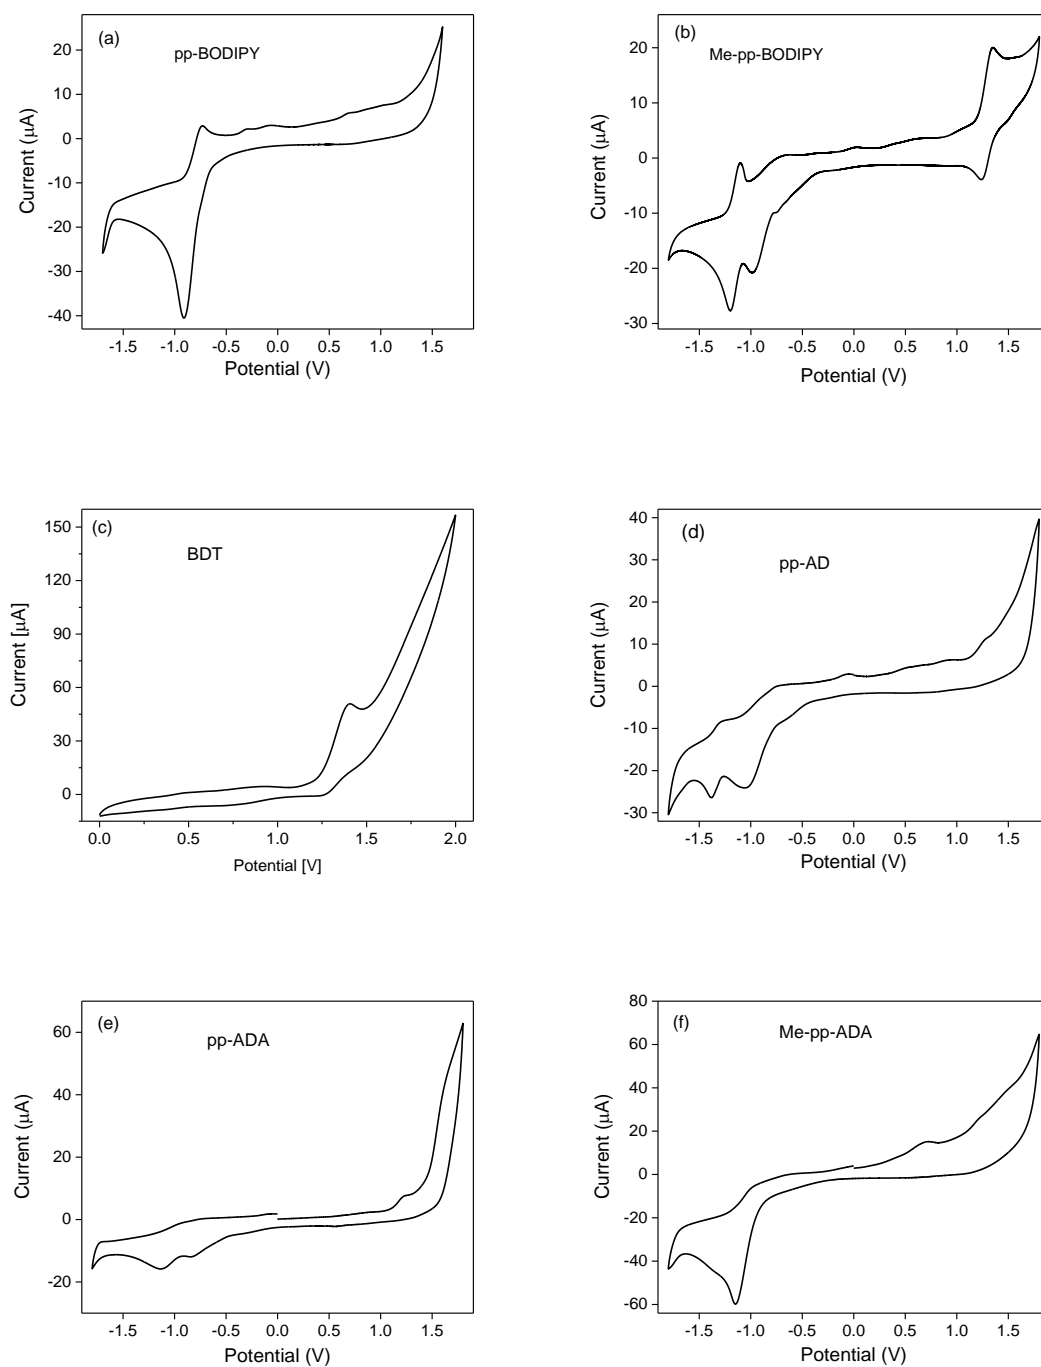 (a)
pp-BODIPY
20
10
0
-10
-20
-30
-40
Current (μA)
-1.5 -1.0 -0.5 0.0 0.5 1.0 1.5
Potential (V)
(b)
Me-pp-BODIPY
20
10
0
-10
-20
-30
Current (μA)
-1.5 -1.0 -0.5 0.0 0.5 1.0 1.5
Potential (V)
(c)
BDT
150
120
90
60
30
0
Current [μA]
0.0 0.5 1.0 1.5 2.0
Potential [V]
(d)
pp-AD
40
30
20
10
0
-10
-20
-30
Current (μA)
-1.5 -1.0 -0.5 0.0 0.5 1.0 1.5
Potential (V)
(e)
pp-ADA
60
40
20
0
-20
Current (μA)
-1.5 -1.0 -0.5 0.0 0.5 1.0 1.5
Potential (V)
(f)
Me-pp-ADA
80
60
40
20
0
-20
-40
-60
Current (μA)
-1.5 -1.0 -0.5 0.0 0.5 1.0 1.5
Potential (V)